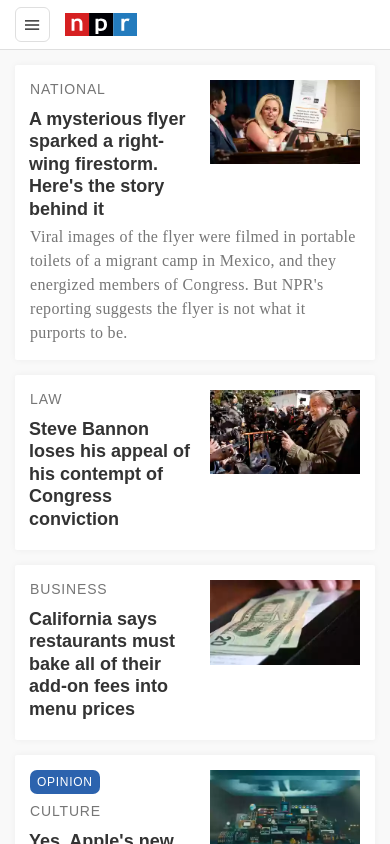 npr
NATIONAL
A mysterious flyer
sparked a right-
wing firestorm.
Here's the story
behind it
Viral images of the flyer were filmed in portable
toilets of a migrant camp in Mexico, and they
energized members of Congress. But NPR's
reporting suggests the flyer is not what it
purports to be.
LAW
Steve Bannon
loses his appeal of
his contempt of
Congress
conviction
BUSINESS
California says
restaurants must
bake all of their
add-on fees into
menu prices
OPINION
CULTURE
Yes, Apple's new